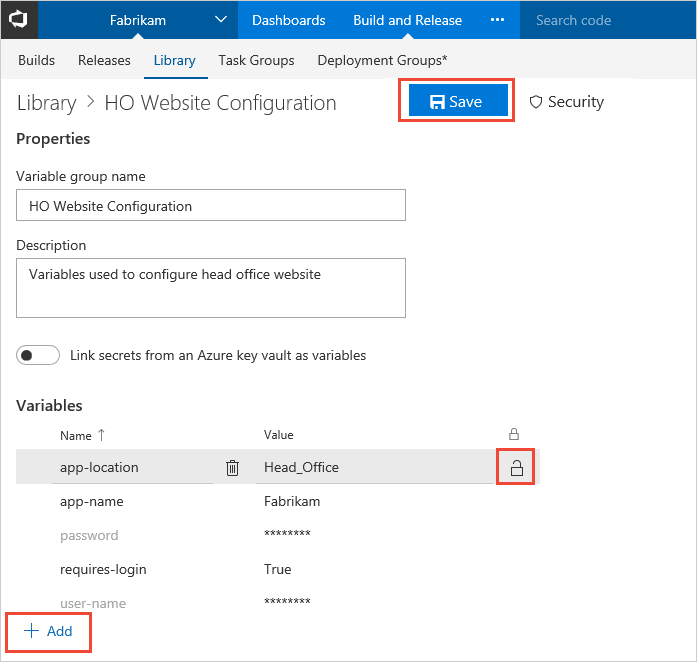 Fabrikam Dashboards Build and Release ··· Search code
Builds Releases Library Task Groups Deployment Groups*
Library > HO Website Configuration Save Security
Properties
Variable group name
HO Website Configuration
Description
Variables used to configure head office website
Link secrets from an Azure key vault as variables
Variables
Name ↑ Value
app-location Head_Office
app-name Fabrikam
password ********
requires-login True
user-name ********
+ Add